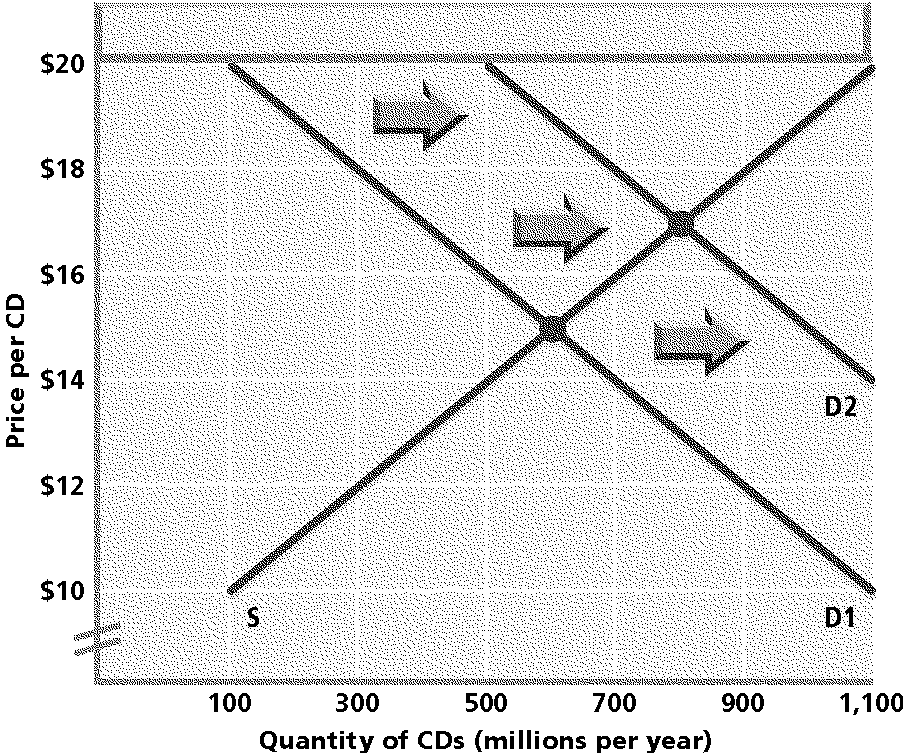 $20
$18
$16
$14
$12
$10
Price per CD
D2
S
D1
100 300 500 700 900 1,100
Quantity of CDs (millions per year)